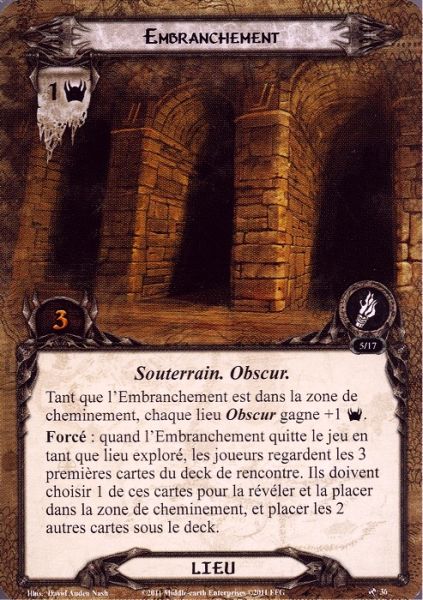 Embranchement
1
3
5/17
Souterrain. Obscur.
Tant que l'Embranchement est dans la zone de
cheminement, chaque lieu Obscur gagne +1 .
Forcé : quand l'Embranchement quitte le jeu en
tant que lieu exploré, les joueurs regardent les 3
premières cartes du deck de rencontre. Ils doivent
choisir 1 de ces cartes pour la révéler et la placer
dans la zone de cheminement, et placer les 2
autres cartes sous le deck.
LIEU
Illus. David Auden Nash ©2011 Middle-earth Enterprises ©2011 FFG 36